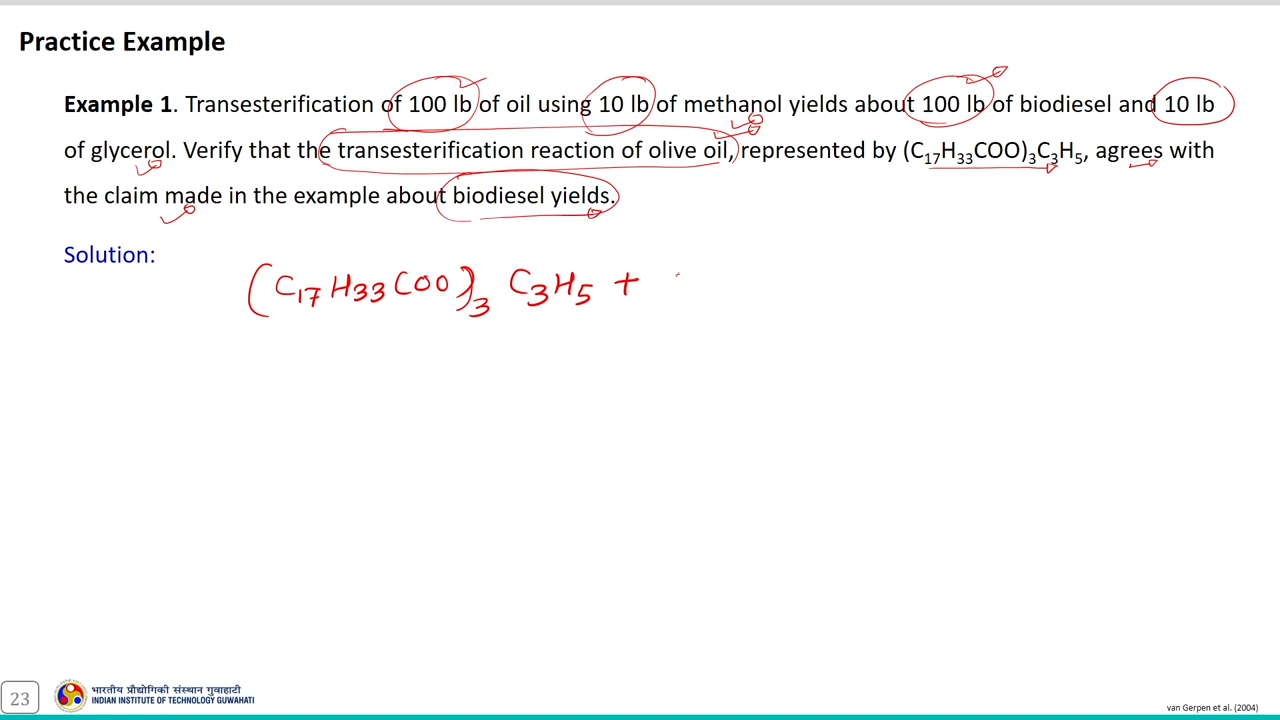 Practice Example
Example 1. Transesterification of 100 lb of oil using 10 lb of methanol yields about 100 lb of biodiesel and 10 lb
of glycerol. Verify that the transesterification reaction of olive oil, represented by (C₁₇H₃₃COO)₃C₃H₅, agrees with
the claim made in the example about biodiesel yields.
Solution:
(C₁₇H₃₃COO)₃ C₃H₅ +
23
भारतीय प्रौद्योगिकी संस्थान गुवाहाटी
INDIAN INSTITUTE OF TECHNOLOGY GUWAHATI
van Gerpen et al. (2004)